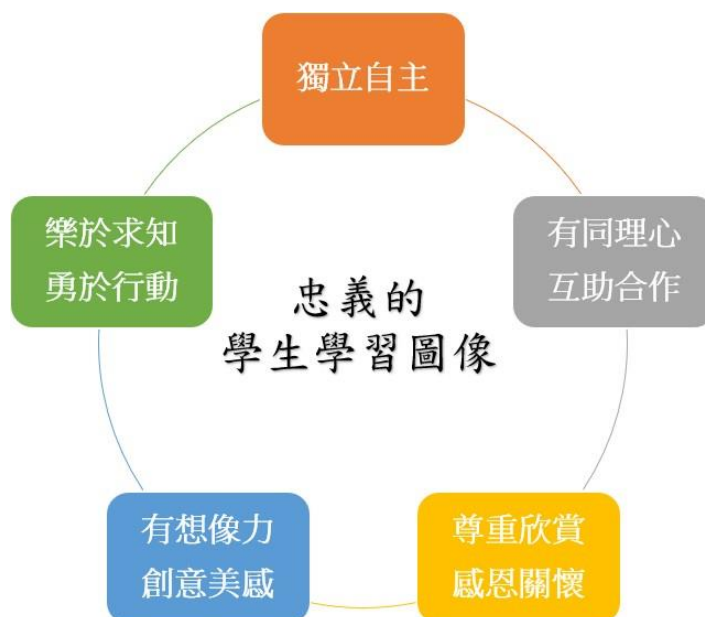 獨立自主
有同理心
互助合作
尊重欣賞
感恩關懷
有想像力
創意美感
樂於求知
勇於行動
忠義的
學生學習圖像